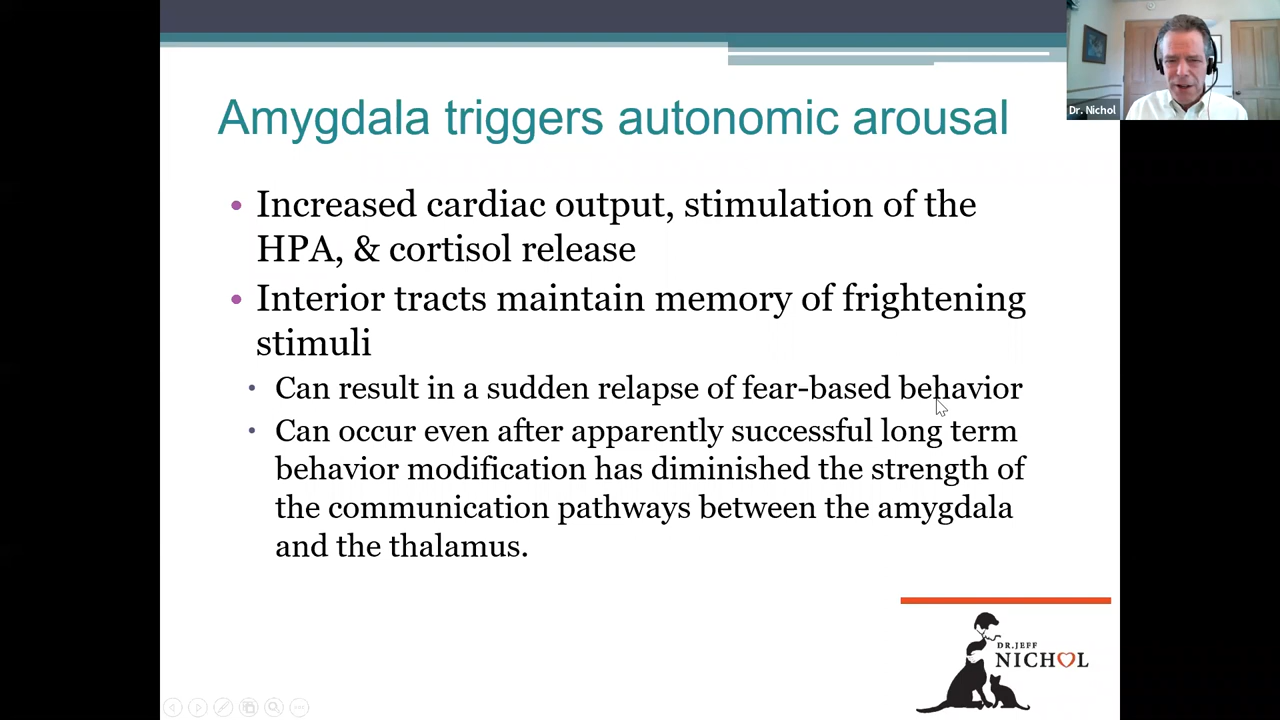 Amygdala triggers autonomic arousal
• Increased cardiac output, stimulation of the
HPA, & cortisol release
• Interior tracts maintain memory of frightening
stimuli
• Can result in a sudden relapse of fear-based behavior
• Can occur even after apparently successful long term
behavior modification has diminished the strength of
the communication pathways between the amygdala
and the thalamus.
DR. JEFF
NICHOL
Dr. Nichol